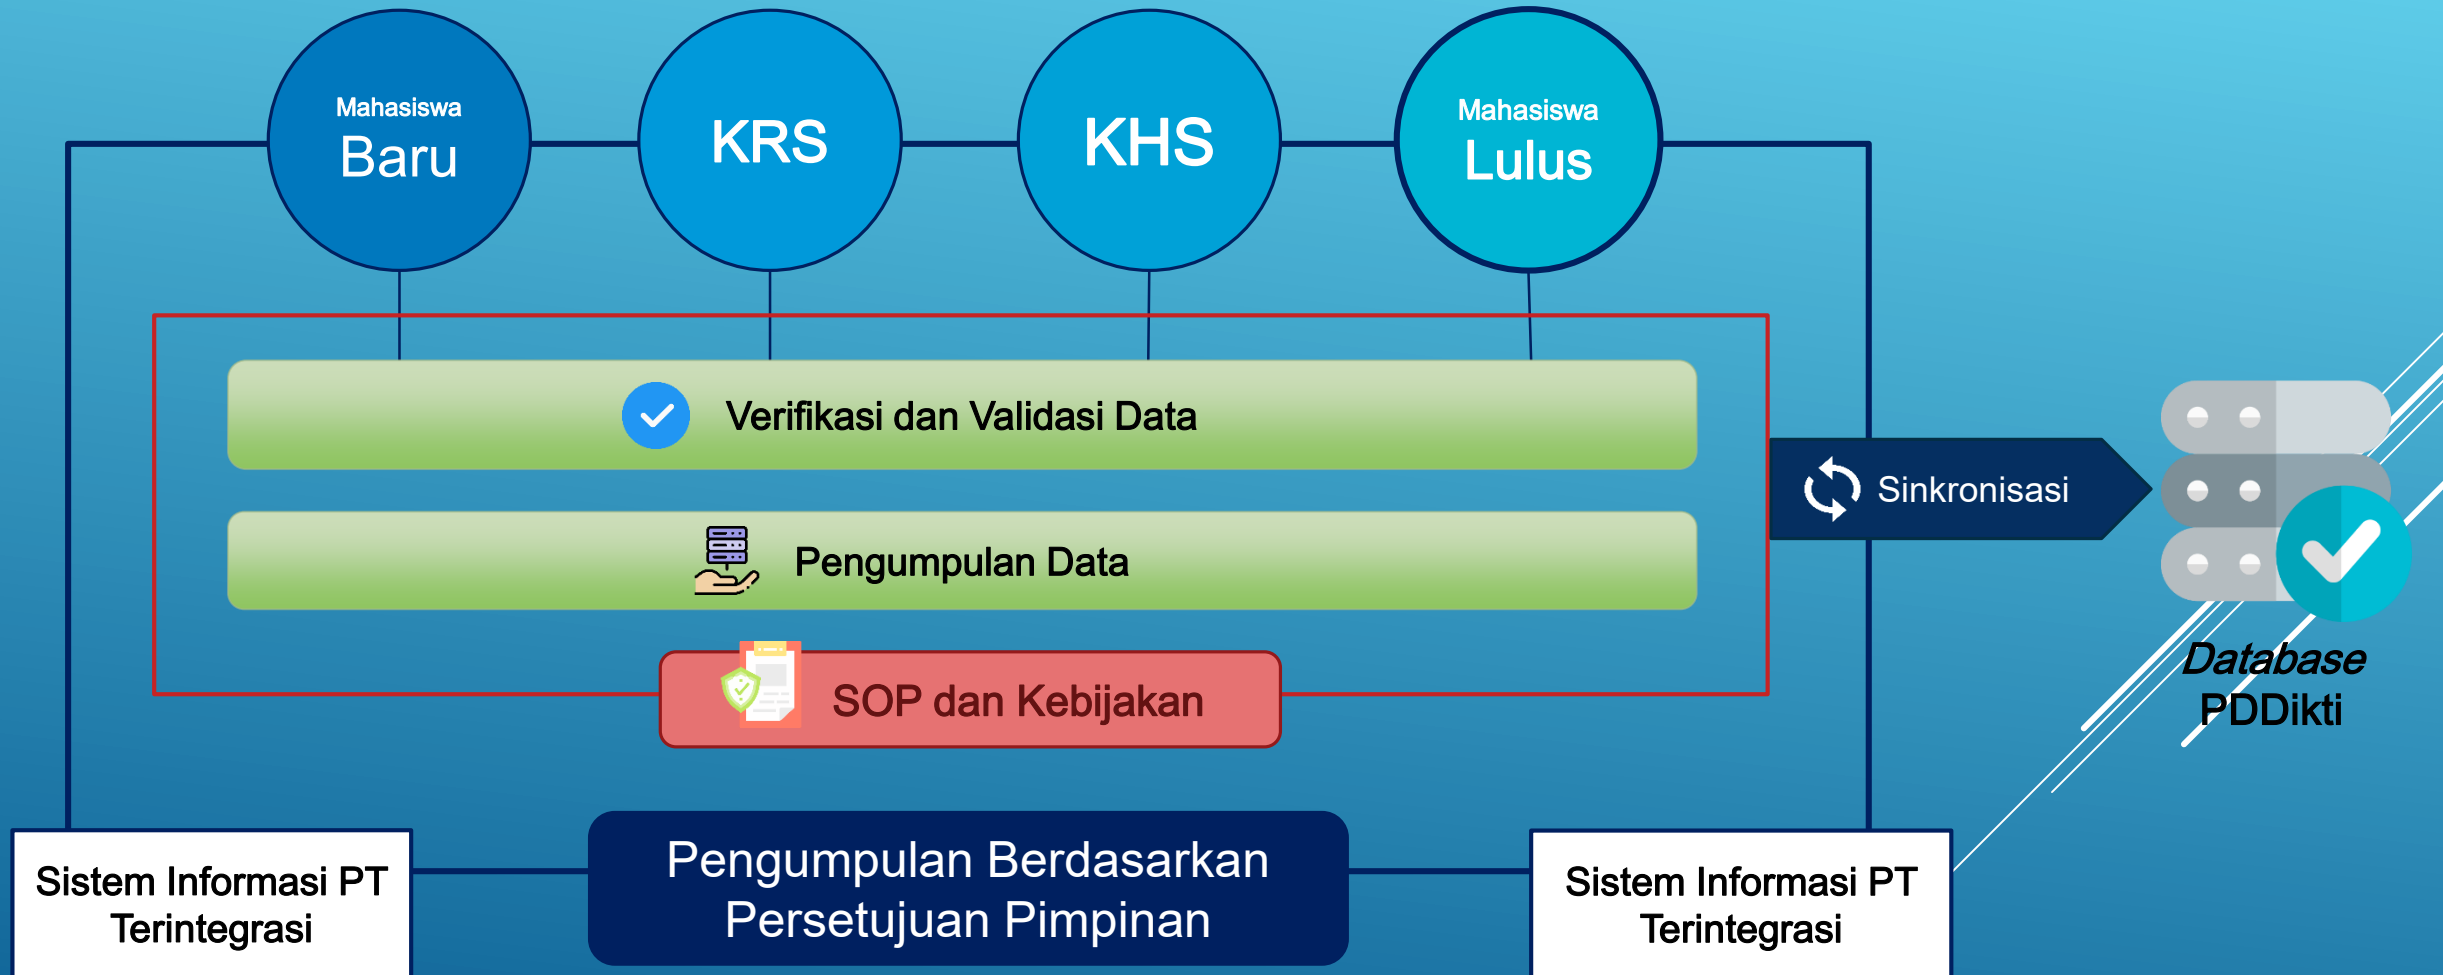 Mahasiswa
Baru
KRS
KHS
Mahasiswa
Lulus
Verifikasi dan Validasi Data
Sinkronisasi
Pengumpulan Data
SOP dan Kebijakan
Database
PDDikti
Sistem Informasi PT
Terintegrasi
Pengumpulan Berdasarkan
Persetujuan Pimpinan
Sistem Informasi PT
Terintegrasi